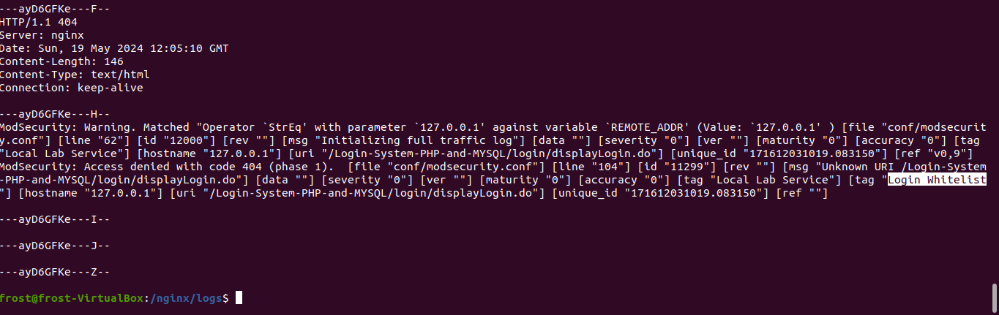 ---ayD6GFKe---F--
HTTP/1.1 404
Server: nginx
Date: Sun, 19 May 2024 12:05:10 GMT
Content-Length: 146
Content-Type: text/html
Connection: keep-alive
---ayD6GFKe---H--
ModSecurity: Warning. Matched "Operator `StrEq' with parameter `127.0.0.1' against variable `REMOTE_ADDR' (Value: `127.0.0.1' ) [file "conf/modsecurit
y.conf"] [line "62"] [id "12000"] [rev ""] [msg "Initializing full traffic log"] [data ""] [severity "0"] [ver ""] [maturity "0"] [accuracy "0"] [tag
"Local Lab Service"] [hostname "127.0.0.1"] [uri "/Login-System-PHP-and-MYSQL/login/displayLogin.do"] [unique_id "171612031019.083150"] [ref "v0,9"]
ModSecurity: Access denied with code 404 (phase 1).  [file "conf/modsecurity.conf"] [line "104"] [id "11299"] [rev ""] [msg "Unknown URI /Login-System
-PHP-and-MYSQL/login/displayLogin.do"] [data ""] [severity "0"] [ver ""] [maturity "0"] [accuracy "0"] [tag "Local Lab Service"] [tag "Login Whitelist
"] [hostname "127.0.0.1"] [uri "/Login-System-PHP-and-MYSQL/login/displayLogin.do"] [unique_id "171612031019.083150"] [ref ""]
---ayD6GFKe---I--
---ayD6GFKe---J--
---ayD6GFKe---Z--
frost@frost-VirtualBox:/nginx/logs$